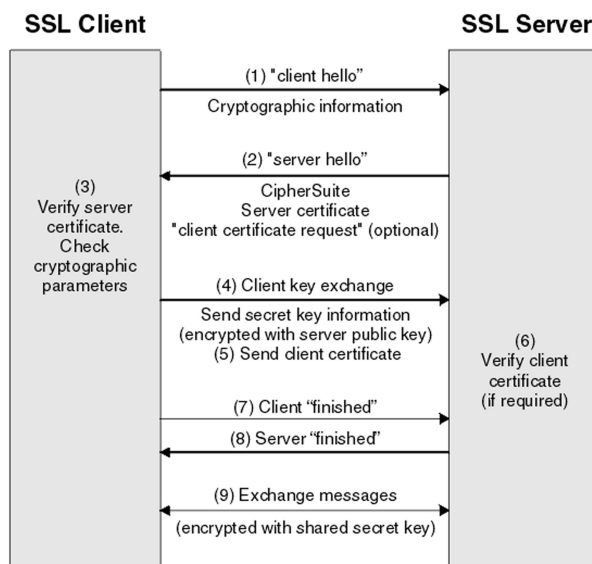 SSL Client
SSL Server
(1) "client hello”
Cryptographic information
(2) "server hello”
CipherSuite
Server certificate
"client certificate request" (optional)
(3)
Verify server
certificate.
Check
cryptographic
parameters
(4) Client key exchange
Send secret key information
(encrypted with server public key)
(5) Send client certificate
(6)
Verify client
certificate
(if required)
(7) Client “finished”
(8) Server “finished”
(9) Exchange messages
(encrypted with shared secret key)